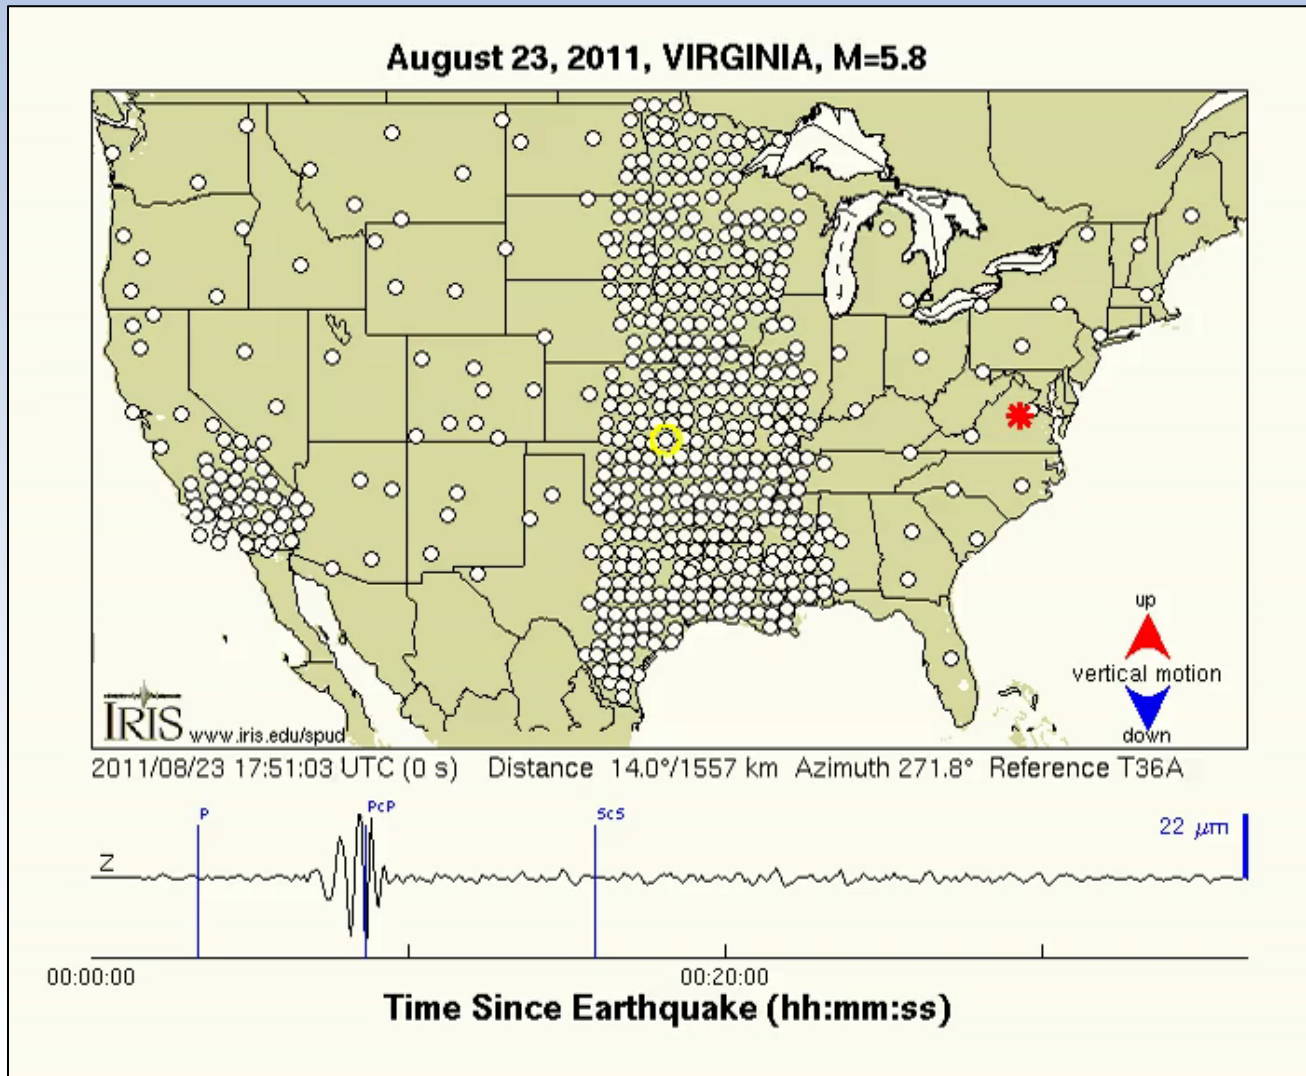 August 23, 2011, VIRGINIA, M=5.8
up
vertical motion
down
IRIS www.iris.edu/spud
2011/08/23 17:51:03 UTC (0 s) Distance 14.0°/1557 km Azimuth 271.8° Reference T36A
P
PcP
ScS
22 μm
Z
00:00:00
00:20:00
Time Since Earthquake (hh:mm:ss)